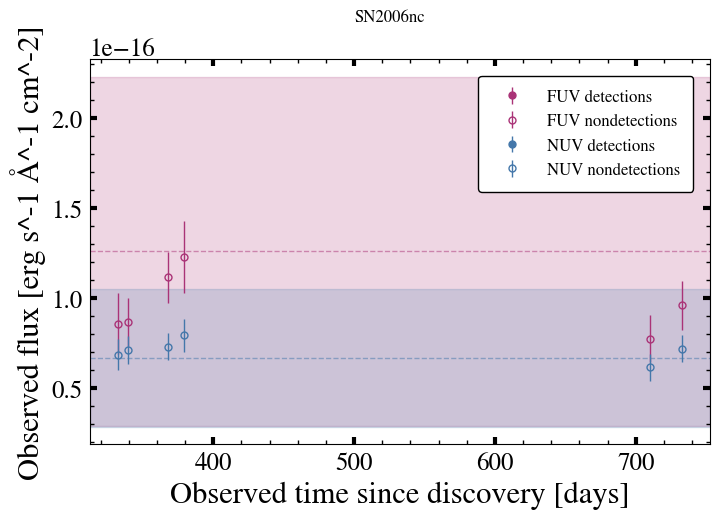 SN2006nc
1e−16
2.0
1.5
1.0
0.5
Observed flux [erg s^-1 Å^-1 cm^-2]
FUV detections
FUV nondetections
NUV detections
NUV nondetections
400 500 600 700
Observed time since discovery [days]